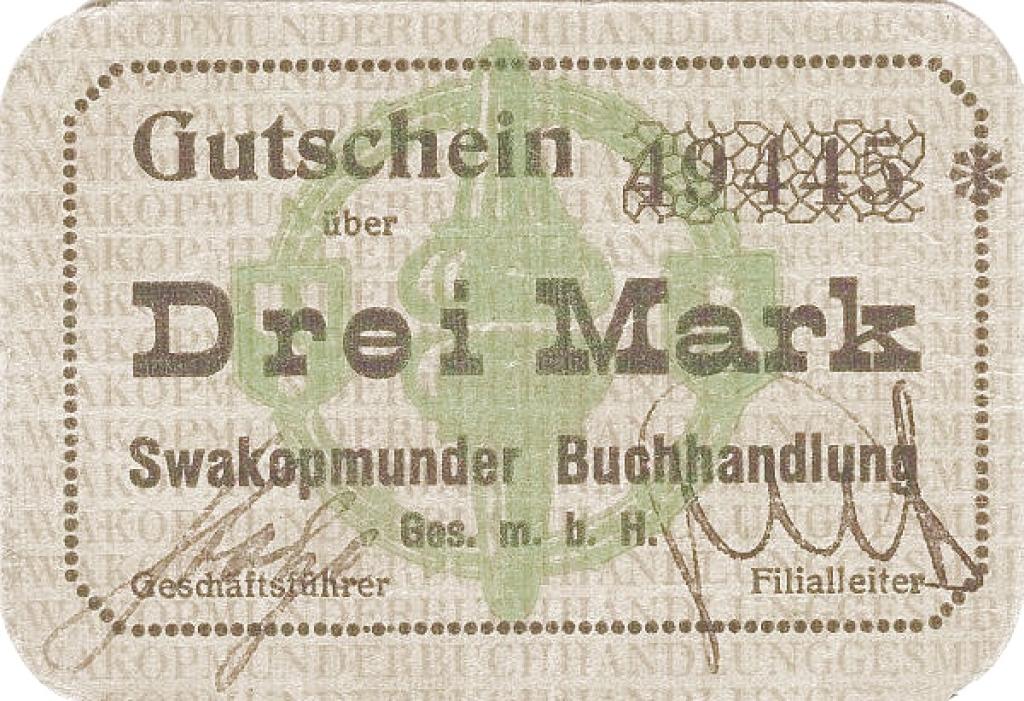 Gutschein 49445
über
Drei Mark
Swakopmunder Buchhandlung
Ges. m. b. H.
Geschäftsführer Filialleiter